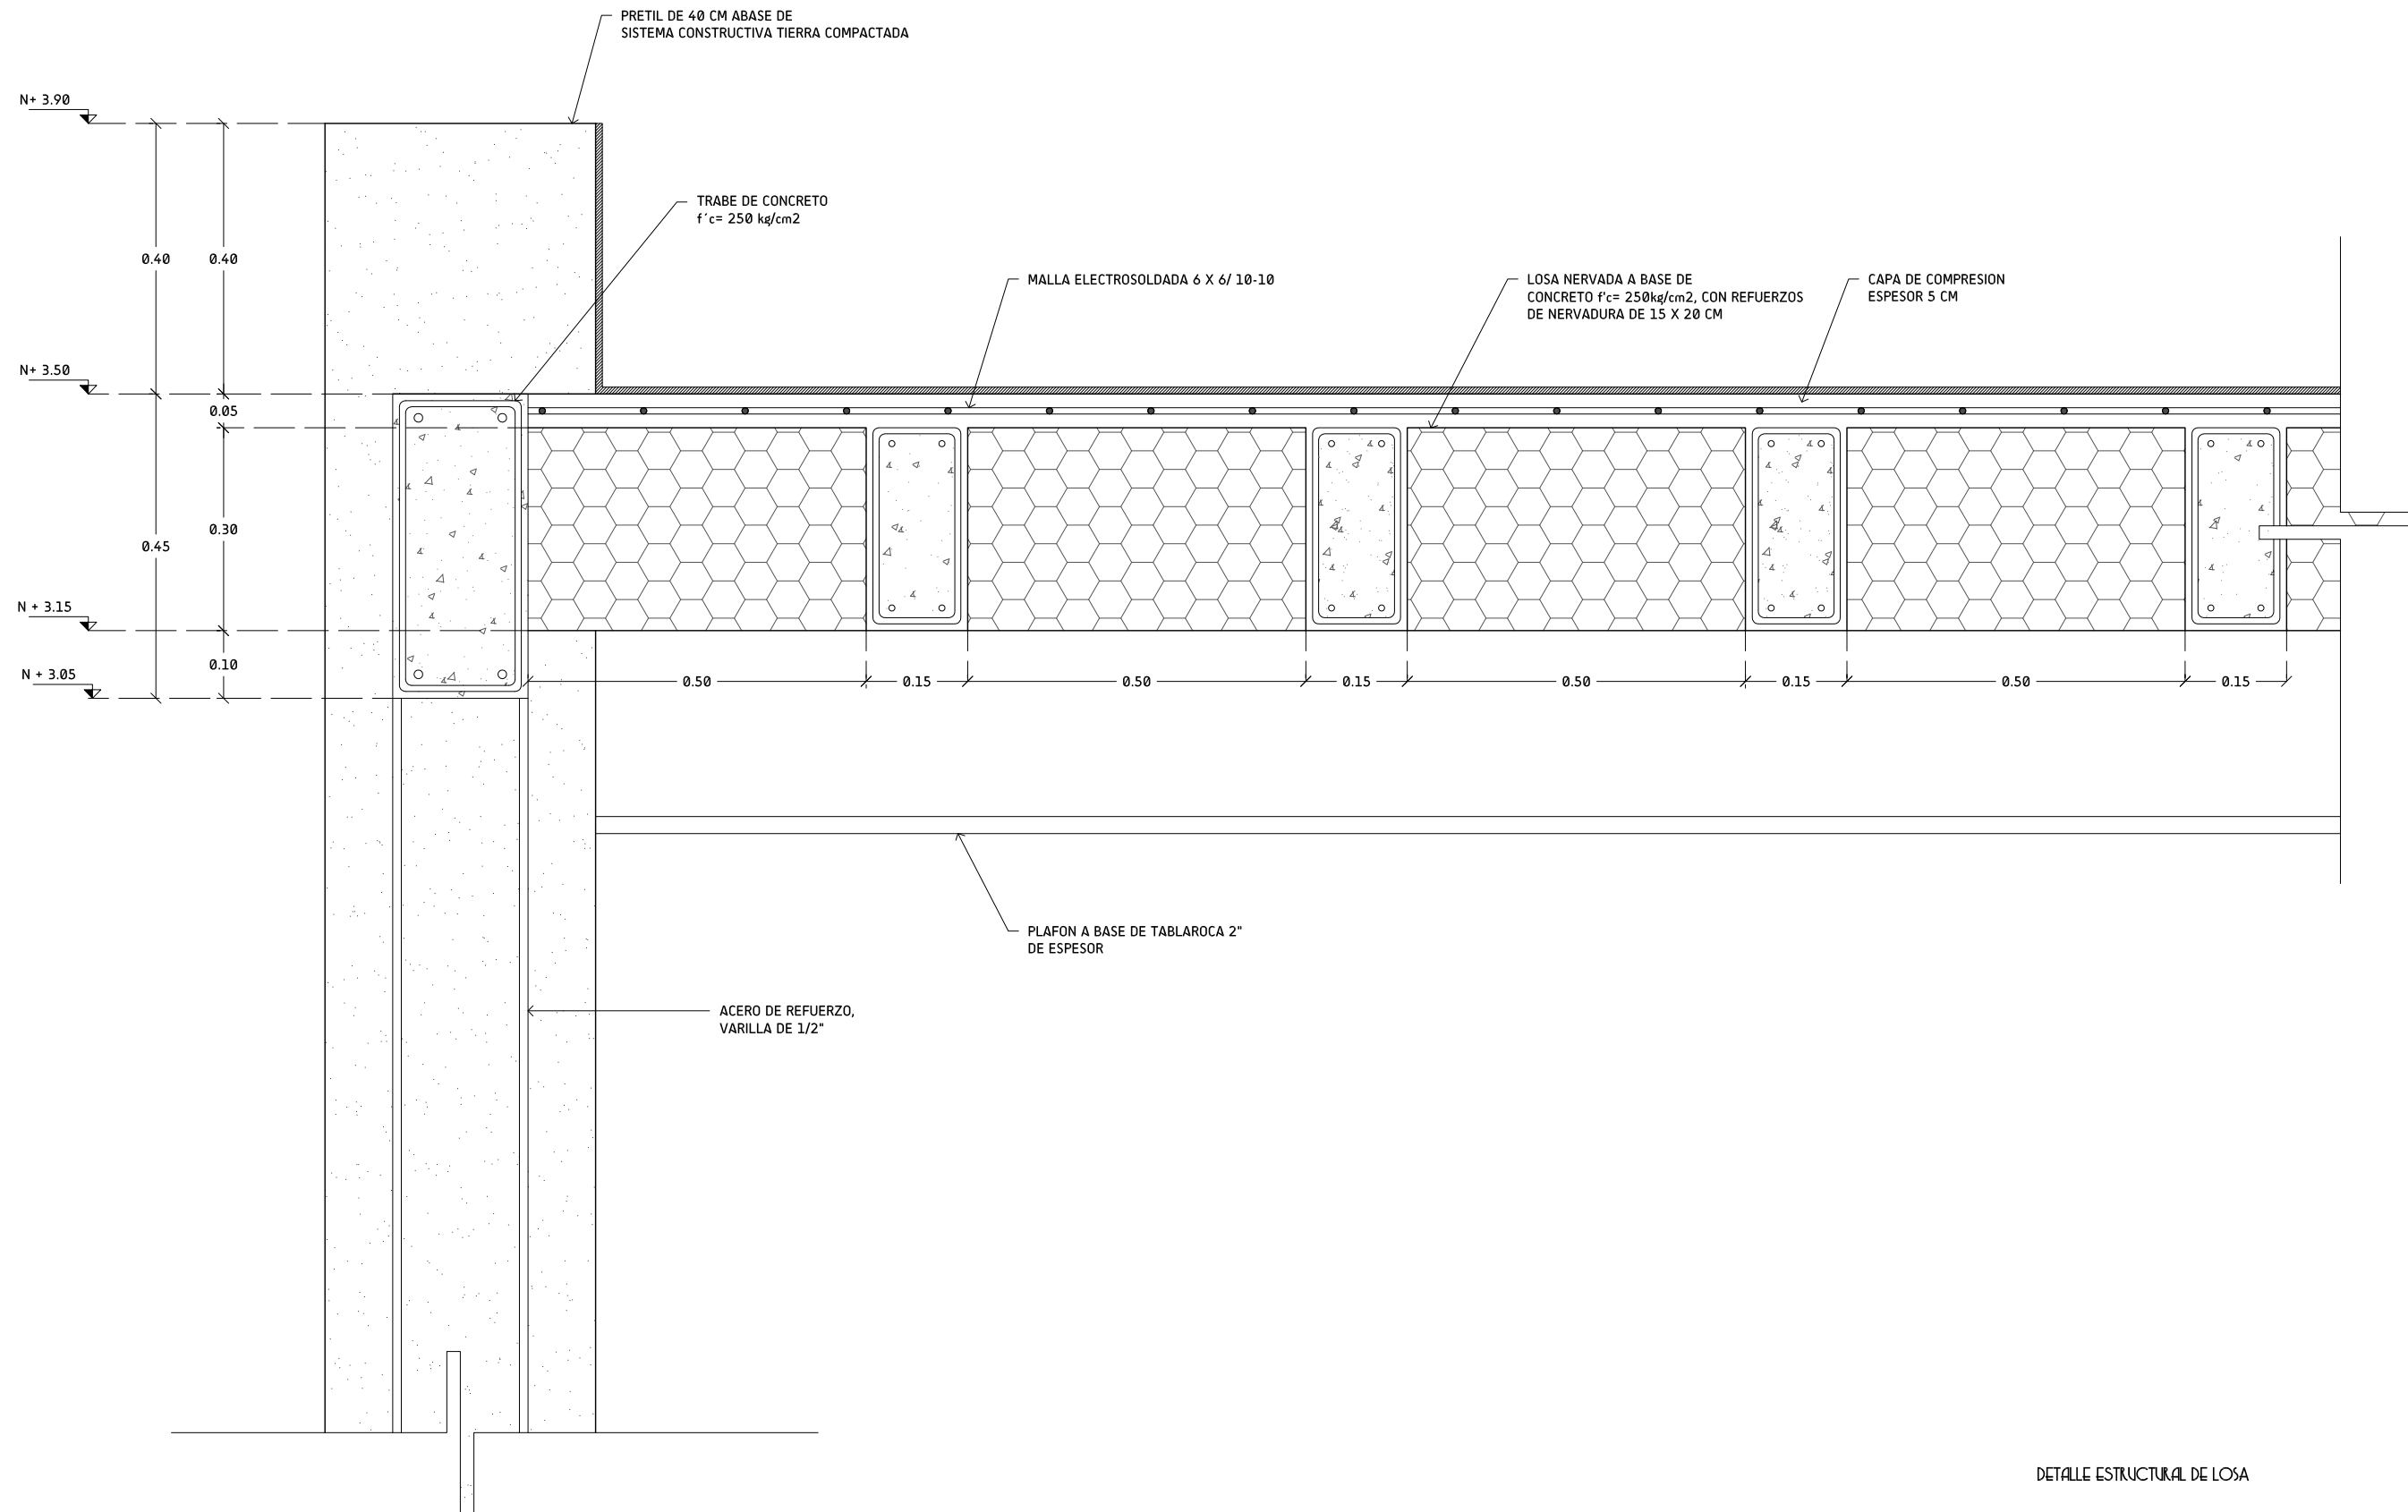 PRETIL DE 40 CM ABASE DE
SISTEMA CONSTRUCTIVA TIERRA COMPACTADA
N+ 3.90
TRABE DE CONCRETO
f´c= 250 kg/cm2
0.40
0.40
MALLA ELECTROSOLDADA 6 X 6/ 10-10
LOSA NERVADA A BASE DE
CONCRETO f'c= 250kg/cm2, CON REFUERZOS
DE NERVADURA DE 15 X 20 CM
CAPA DE COMPRESION
ESPESOR 5 CM
N+ 3.50
0.05
0.30
0.45
N + 3.15
0.10
N + 3.05
0.50
0.15
0.50
0.15
0.50
0.15
0.50
0.15
PLAFON A BASE DE TABLAROCA 2"
DE ESPESOR
ACERO DE REFUERZO,
VARILLA DE 1/2"
DETALLE ESTRUCTURAL DE LOSA